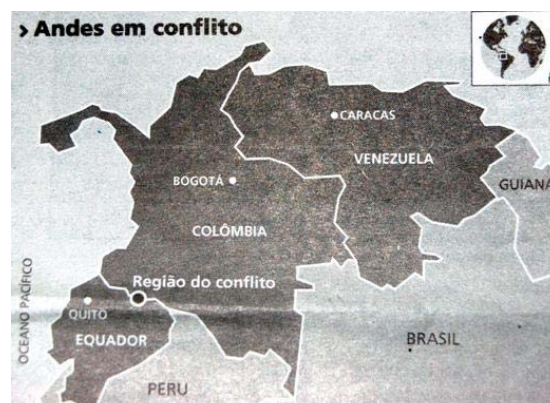 › Andes em conflito
CARACAS
VENEZUELA
GUIANA
BOGOTÁ
COLÔMBIA
Região do conflito
OCEANO PACÍFICO
QUITO
EQUADOR
BRASIL
PERU